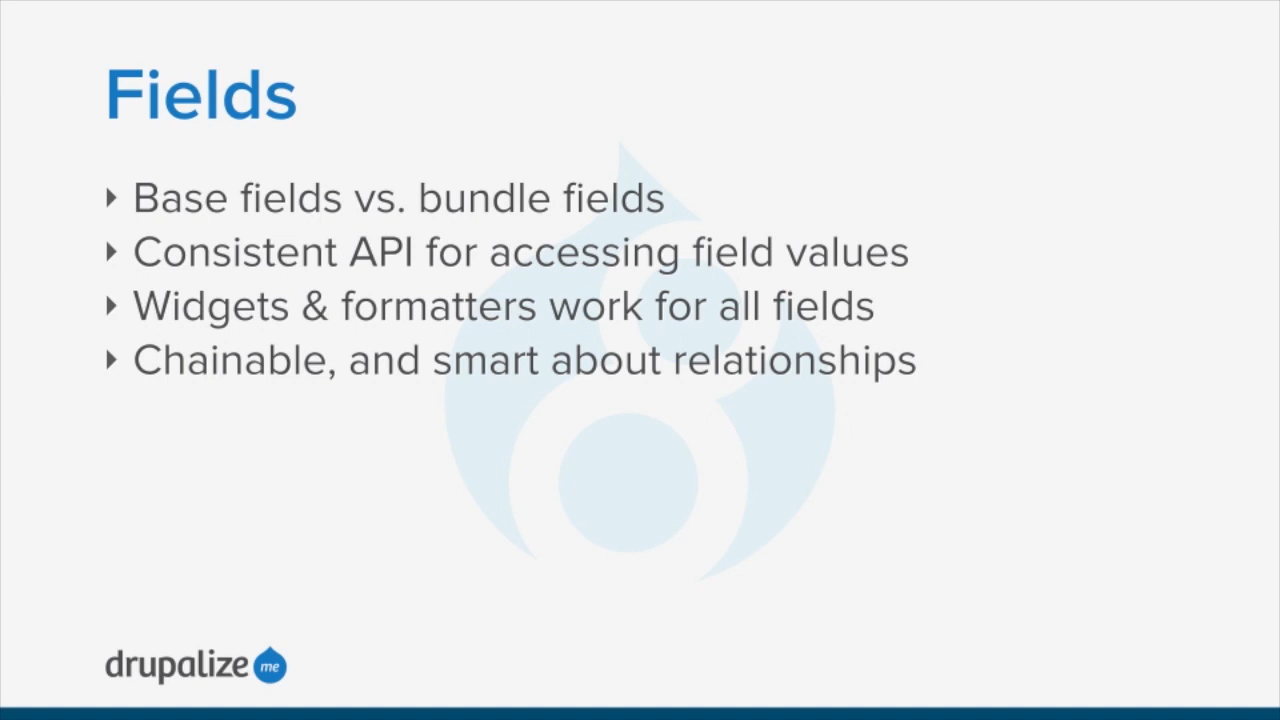 Fields
Base fields vs. bundle fields
Consistent API for accessing field values
Widgets & formatters work for all fields
Chainable, and smart about relationships
drupalize me